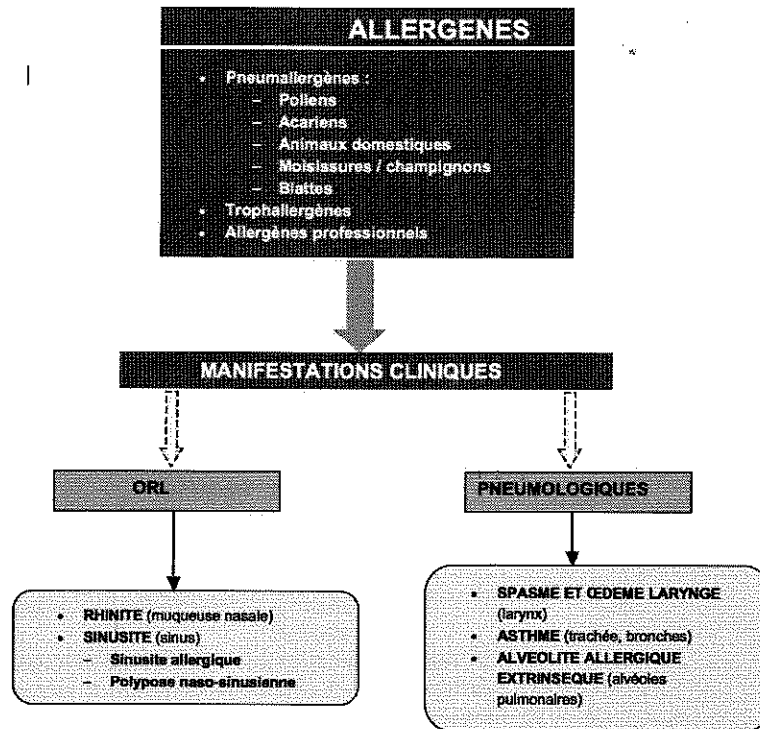 ALLERGENES
• Pneumallergènes :
– Pollens
– Acariens
– Animaux domestiques
– Moisissures / champignons
– Blattes
• Trophallergènes
• Allergènes professionnels
MANIFESTATIONS CLINIQUES
ORL
PNEUMOLOGIQUES
• RHINITE (muqueuse nasale)
• SINUSITE (sinus)
– Sinusite allergique
– Polypose naso-sinusienne
• SPASME ET ŒDEME LARYNGE
(larynx)
• ASTHME (trachée, bronches)
• ALVEOLITE ALLERGIQUE
EXTRINSEQUE (alvéoles
pulmonaires)